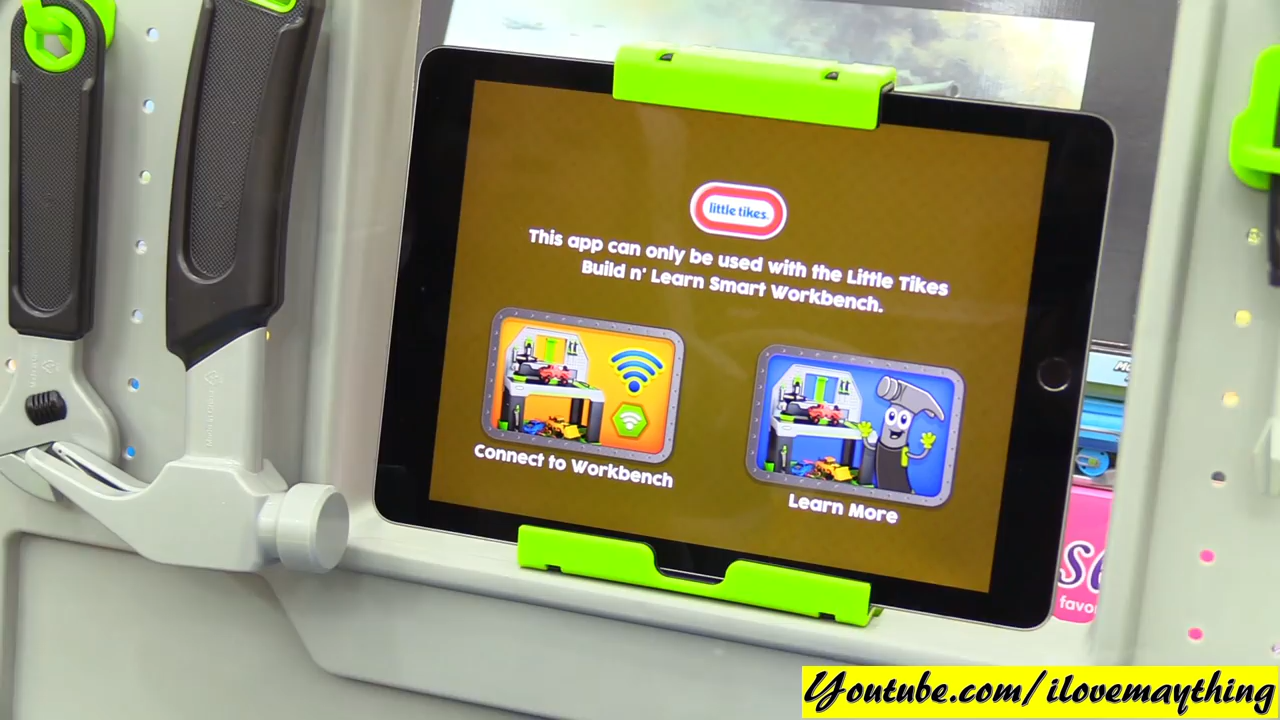 little tikes.
This app can only be used with the Little Tikes
Build n' Learn Smart Workbench.
Connect to Workbench
Learn More
favo
Youtube.com/ilovemaything